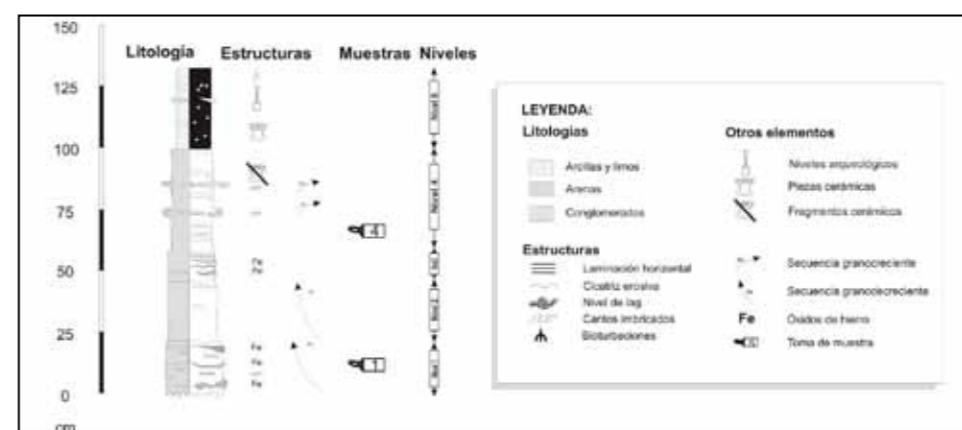 150
Litología Estructuras Muestras Niveles
125
100
75
50
25
0
cm
4
1
Nivel 4
LEYENDA:
Litologías
Arcillas y limos
Arenas
Conglomerados
Estructuras
Laminación horizontal
Cicatriz erosiva
Nivel de lag
Cantos imbricados
Bioturbaciones
Otros elementos
Niveles arqueológicos
Piezas cerámicas
Fragmentos cerámicos
Secuencia granocreciente
Secuencia granodecreciente
Fe Óxidos de hierro
Toma de muestra